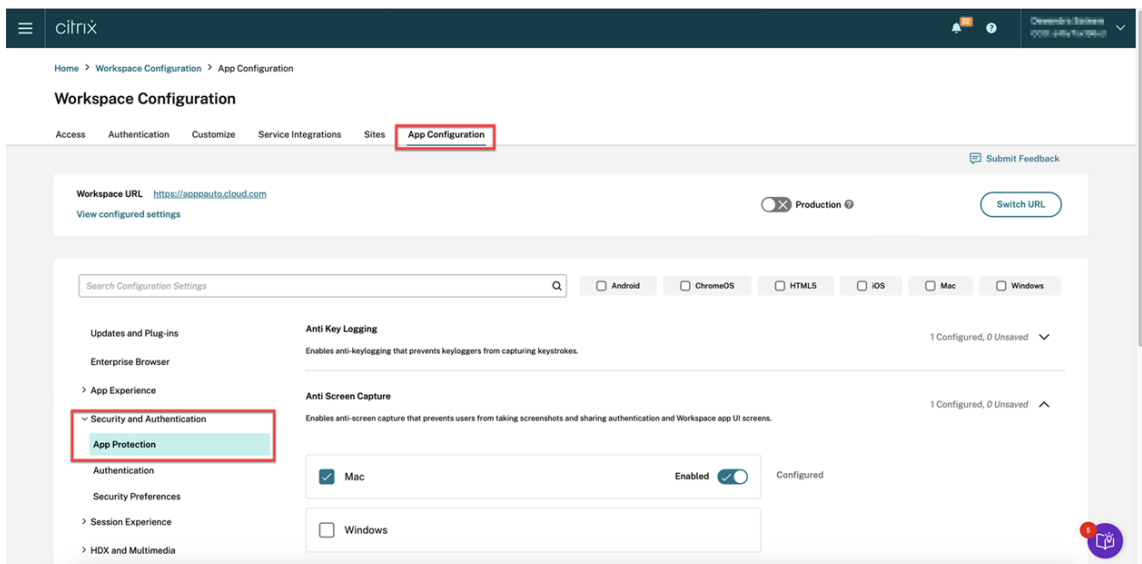 citrix
22
Home > Workspace Configuration > App Configuration
Workspace Configuration
Access Authentication Customize Service Integrations Sites App Configuration
Submit Feedback
Workspace URL https://apppauto.cloud.com
View configured settings
Production
Switch URL
Search Configuration Settings
Android ChromeOS HTML5 iOS Mac Windows
Updates and Plug-ins
Enterprise Browser
App Experience
Security and Authentication
App Protection
Authentication
Security Preferences
Session Experience
HDX and Multimedia
Anti Key Logging
1 Configured, 0 Unsaved
Enables anti-keylogging that prevents keyloggers from capturing keystrokes.
Anti Screen Capture
1 Configured, 0 Unsaved
Enables anti-screen capture that prevents users from taking screenshots and sharing authentication and Workspace app UI screens.
Mac Enabled Configured
Windows
5